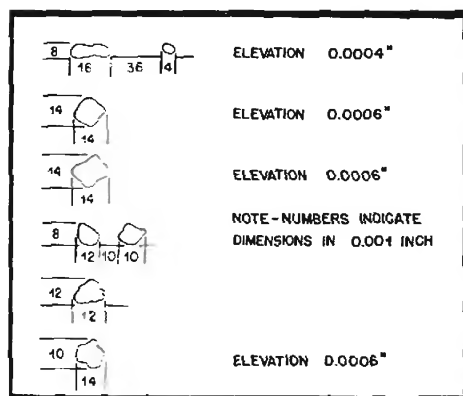 8 16 36 4 ELEVATION 0.0004"
14 14 ELEVATION 0.0006"
14 14 ELEVATION 0.0006"
NOTE-NUMBERS INDICATE
8 12 10 10 DIMENSIONS IN 0.001 INCH
12 12
10 14 ELEVATION 0.0006"